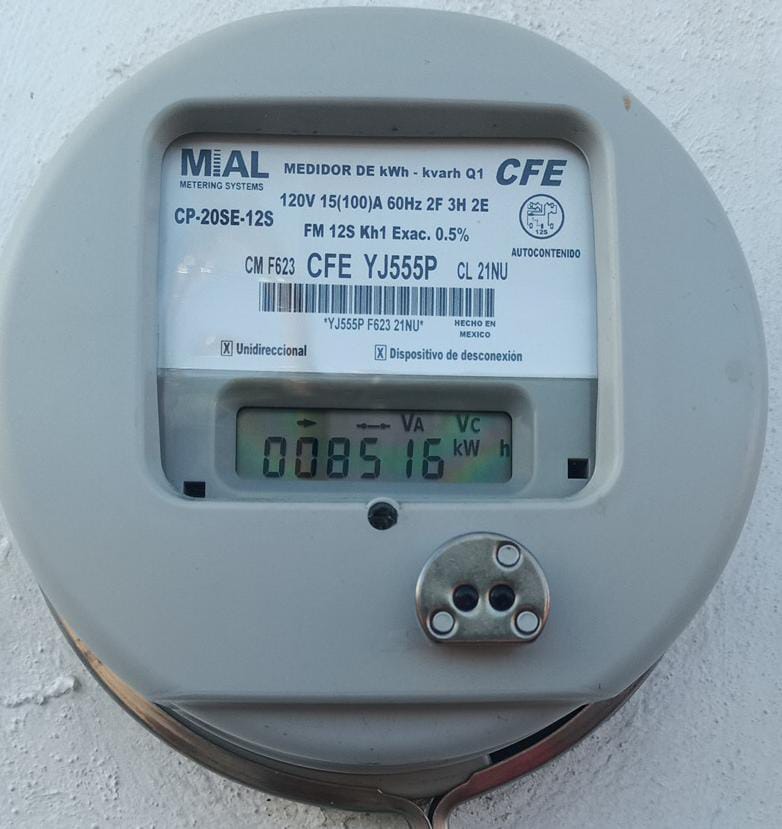 MIAL
METERING SYSTEMS
MEDIDOR DE kWh - kvarh Q1
CFE
CP-20SE-12S
120V 15(100)A 60Hz 2F 3H 2E
FM 12S Kh1 Exac. 0.5%
12S
AUTOCONTENIDO
CM F623 CFE YJ555P CL 21NU
*YJ555P F623 21NU*
HECHO EN
MEXICO
X Unidireccional
X Dispositivo de desconexión
VA VC
008516 kW h